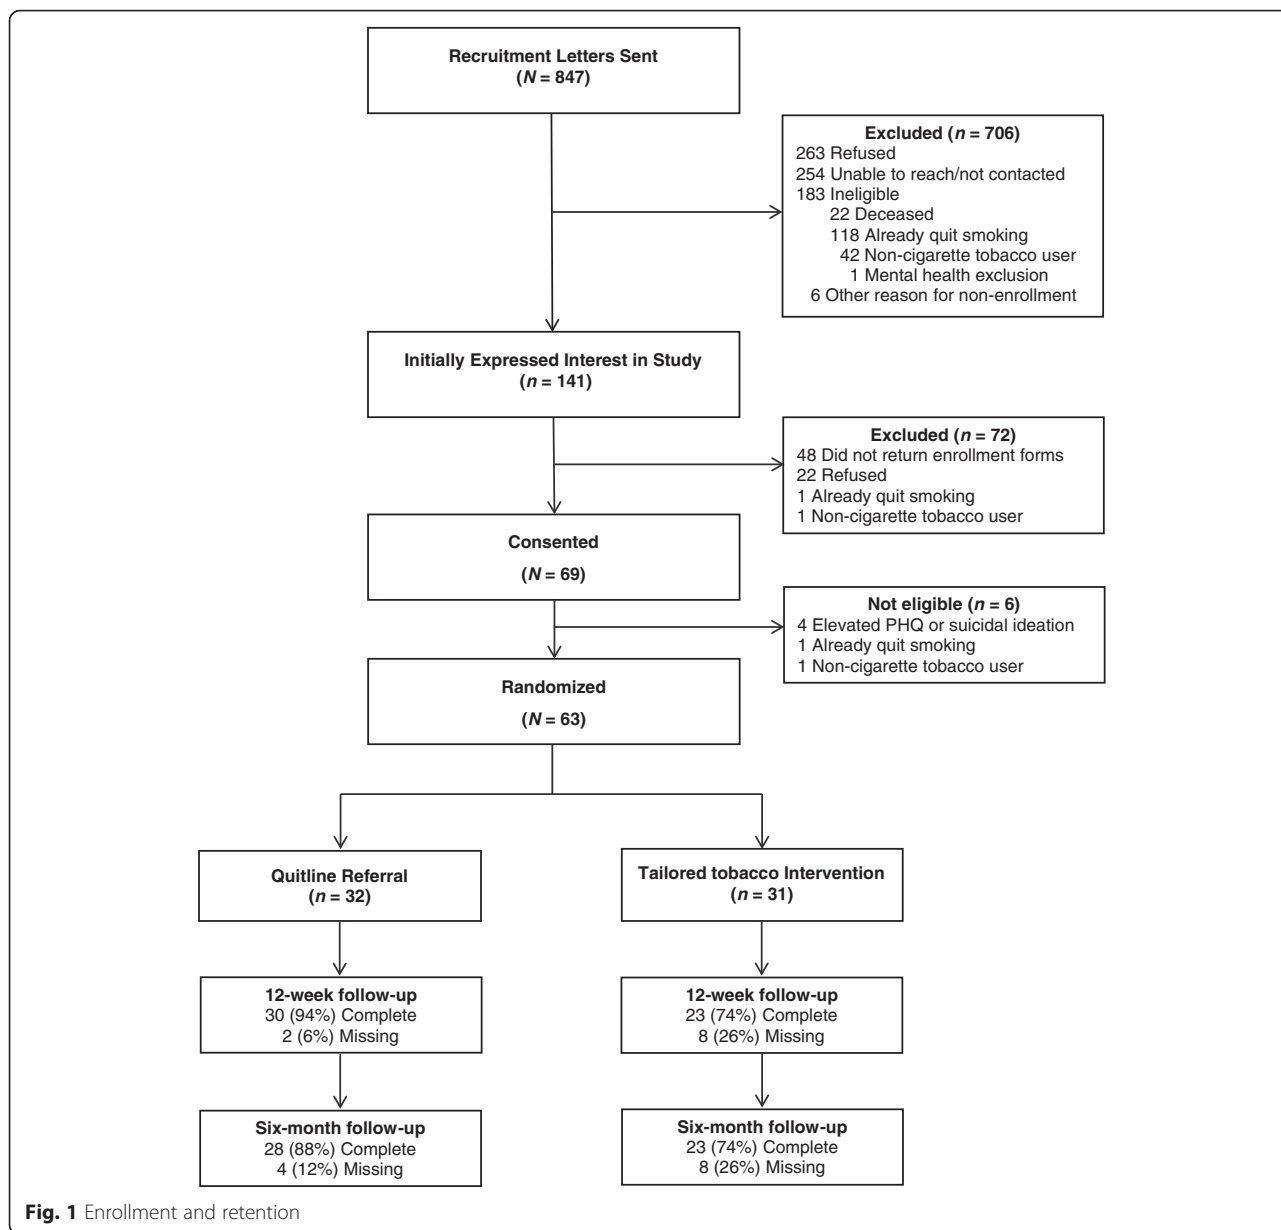 Recruitment Letters Sent
(N = 847)
Excluded (n = 706)
263 Refused
254 Unable to reach/not contacted
183 Ineligible
22 Deceased
118 Already quit smoking
42 Non-cigarette tobacco user
1 Mental health exclusion
6 Other reason for non-enrollment
Initially Expressed Interest in Study
(n = 141)
Excluded (n = 72)
48 Did not return enrollment forms
22 Refused
1 Already quit smoking
1 Non-cigarette tobacco user
Consented
(N = 69)
Not eligible (n = 6)
4 Elevated PHQ or suicidal ideation
1 Already quit smoking
1 Non-cigarette tobacco user
Randomized
(N = 63)
Quitline Referral
(n = 32)
Tailored tobacco Intervention
(n = 31)
12-week follow-up
30 (94%) Complete
2 (6%) Missing
12-week follow-up
23 (74%) Complete
8 (26%) Missing
Six-month follow-up
28 (88%) Complete
4 (12%) Missing
Six-month follow-up
23 (74%) Complete
8 (26%) Missing
Fig. 1 Enrollment and retention